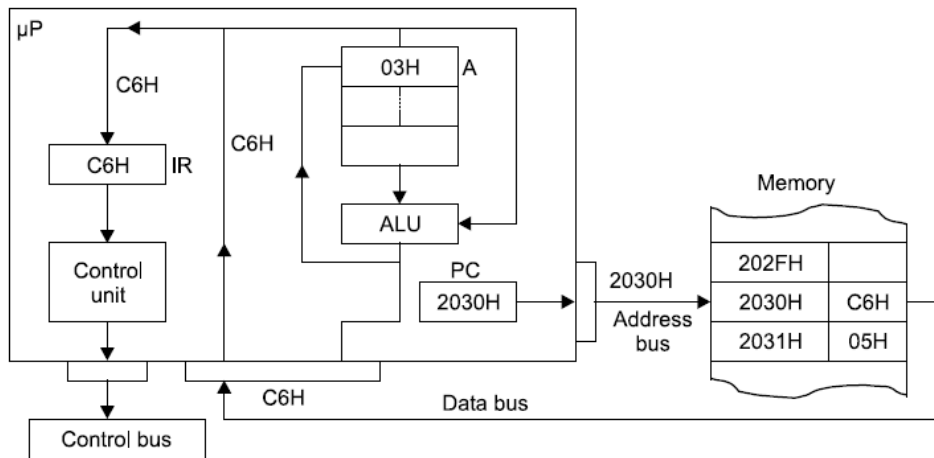 μP
C6H
C6H
IR
Control
unit
C6H
03H
A
ALU
PC
2030H
2030H
Address
bus
Memory
202FH
2030H
C6H
2031H
05H
C6H
Data bus
Control bus